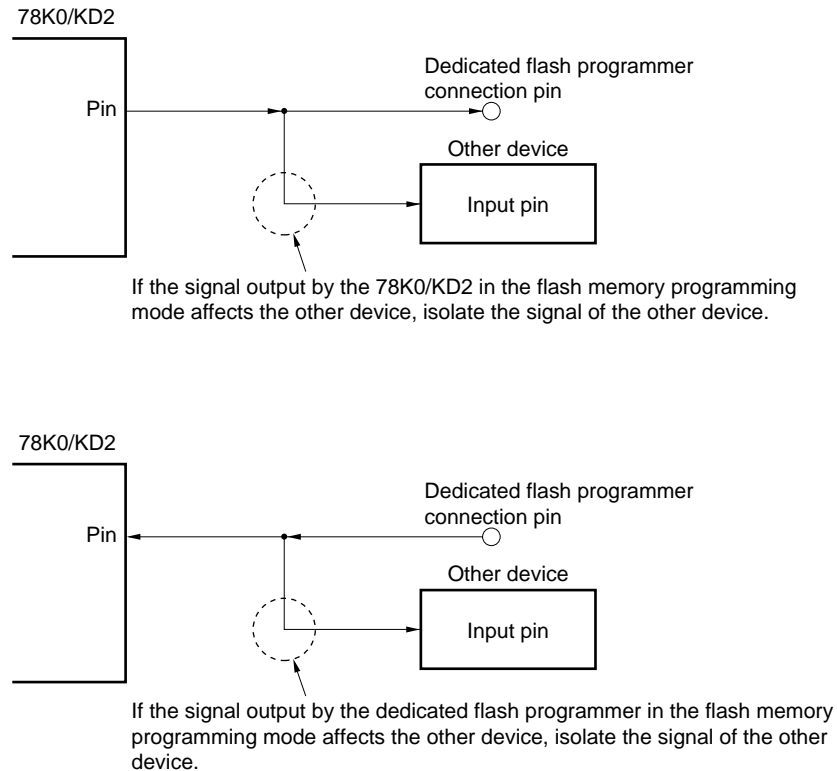 78K0/KD2
Dedicated flash programmer
connection pin
Pin
Other device
Input pin
If the signal output by the 78K0/KD2 in the flash memory programming
mode affects the other device, isolate the signal of the other device.
78K0/KD2
Dedicated flash programmer
connection pin
Pin
Other device
Input pin
If the signal output by the dedicated flash programmer in the flash memory
programming mode affects the other device, isolate the signal of the other
device.